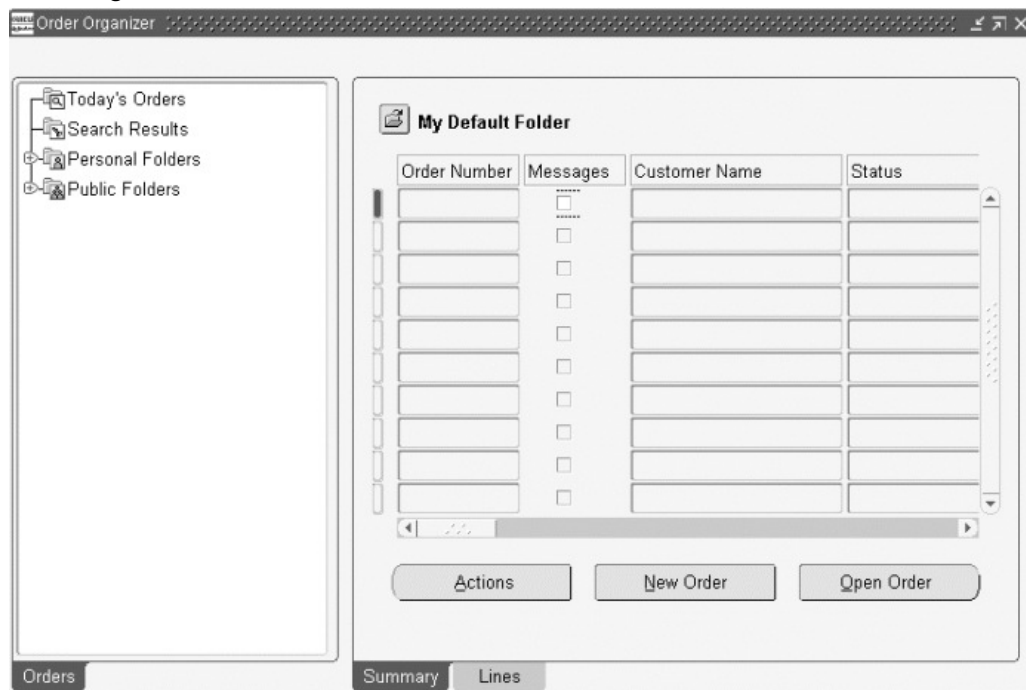 Order Organizer
Today's Orders
Search Results
Personal Folders
Public Folders
My Default Folder
Order Number Messages Customer Name Status
Actions New Order Open Order
Orders Summary Lines